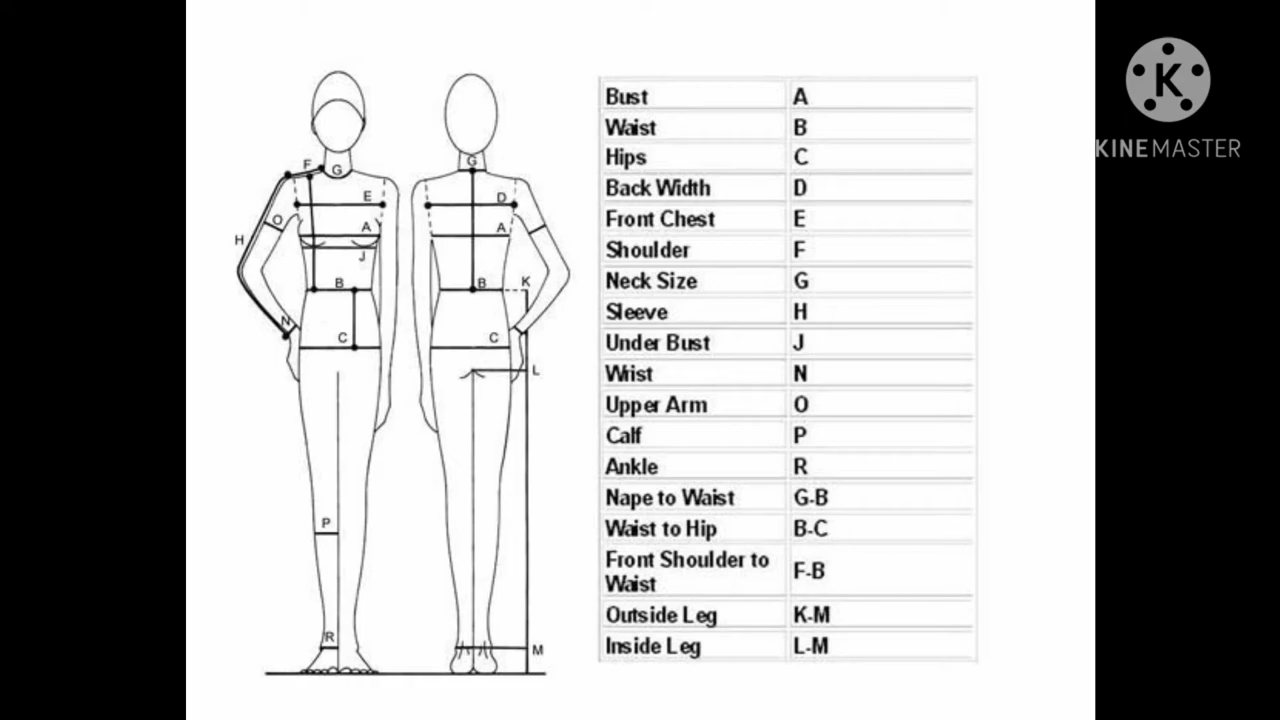 F
G
E
O
A
H
J
B
N
C
P
R
G
D
A
B
K
C
L
M
Bust A
Waist B
Hips C
Back Width D
Front Chest E
Shoulder F
Neck Size G
Sleeve H
Under Bust J
Wrist N
Upper Arm O
Calf P
Ankle R
Nape to Waist G-B
Waist to Hip B-C
Front Shoulder to
Waist F-B
Outside Leg K-M
Inside Leg L-M
K
KINEMASTER